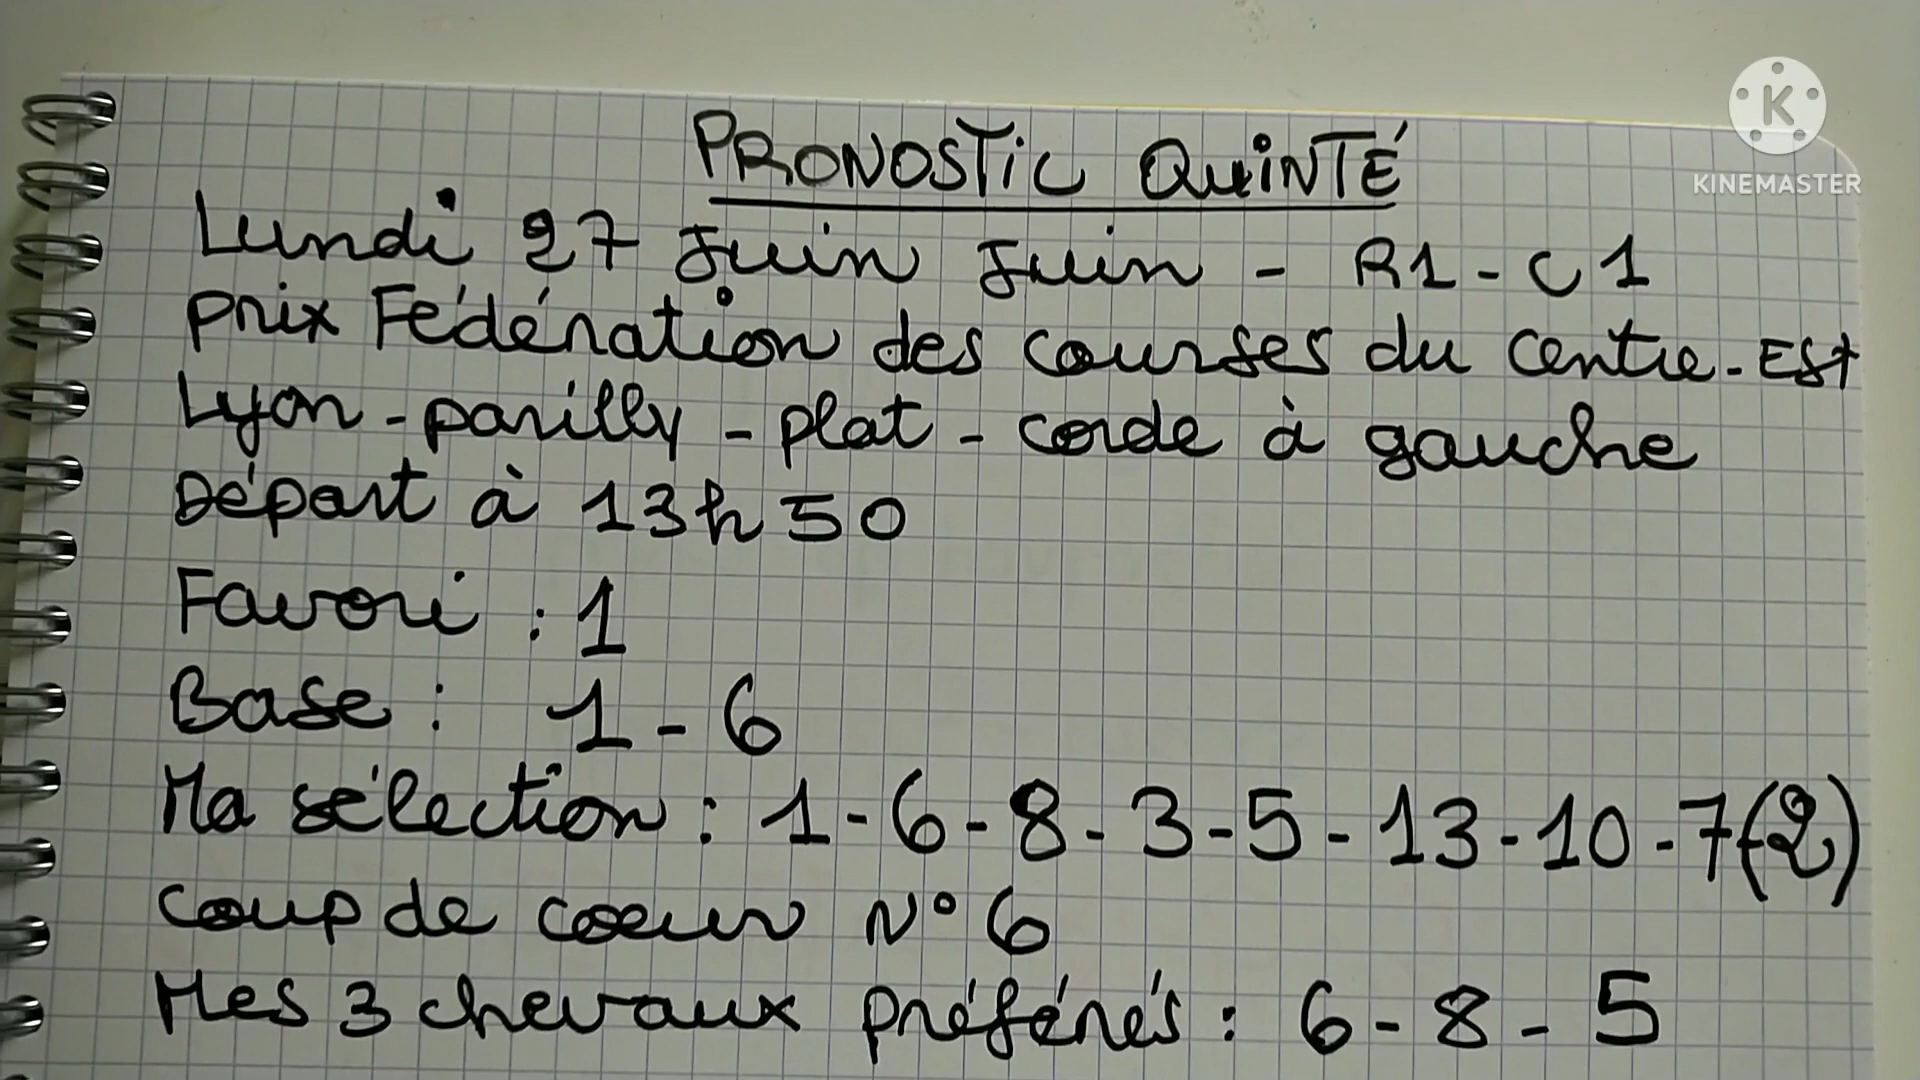 PRONOSTIC QUINTÉ
Lundi 27 Juin Juin - R1 - C1
prix Fédération des courses du Centre-Est
Lyon - parilly - plat - corde à gauche
Départ à 13h50
Favori : 1
Base : 1 - 6
Ma sélection : 1 - 6 - 8 - 3 - 5 - 13 - 10 - 7 (2)
coup de coeur N° 6
Mes 3 chevaux préférés : 6 - 8 - 5
K
KINEMASTER